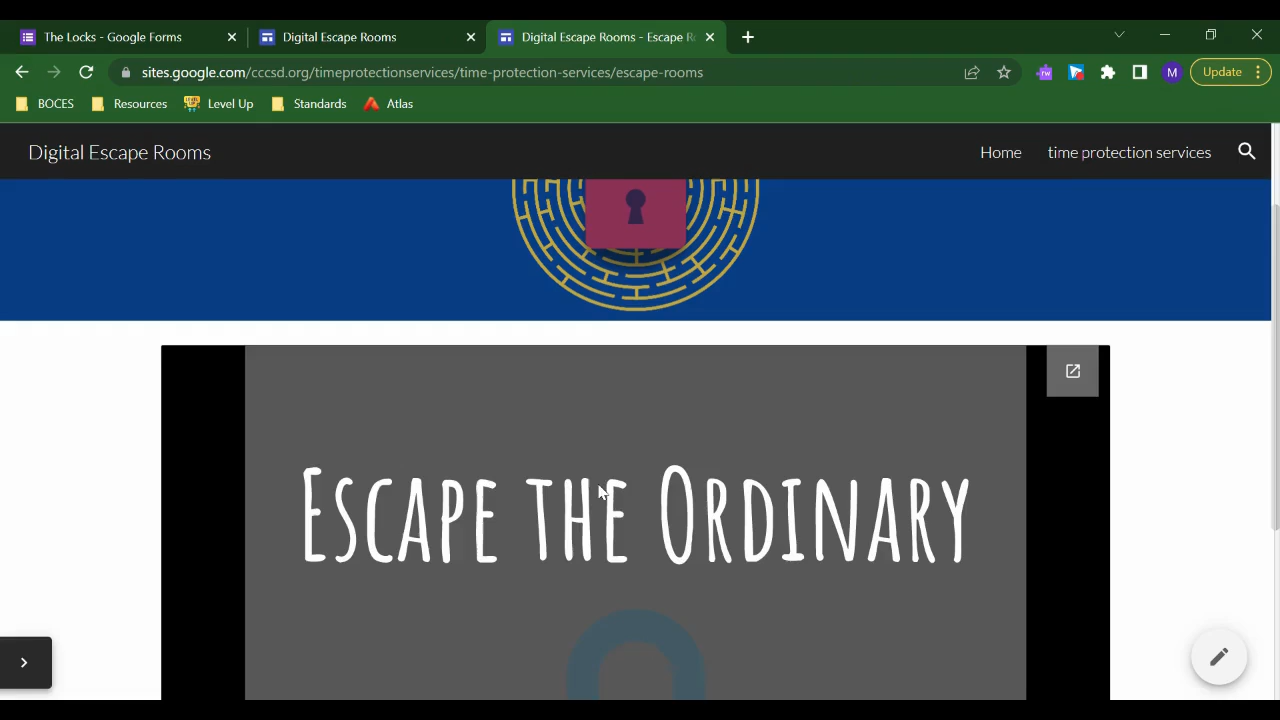 The Locks - Google Forms
Digital Escape Rooms
Digital Escape Rooms - Escape R
sites.google.com/cccsd.org/timeprotectionservices/time-protection-services/escape-rooms
rw
M
Update
BOCES
Resources
Level Up
Standards
Atlas
Digital Escape Rooms
Home
time protection services
Escape the Ordinary